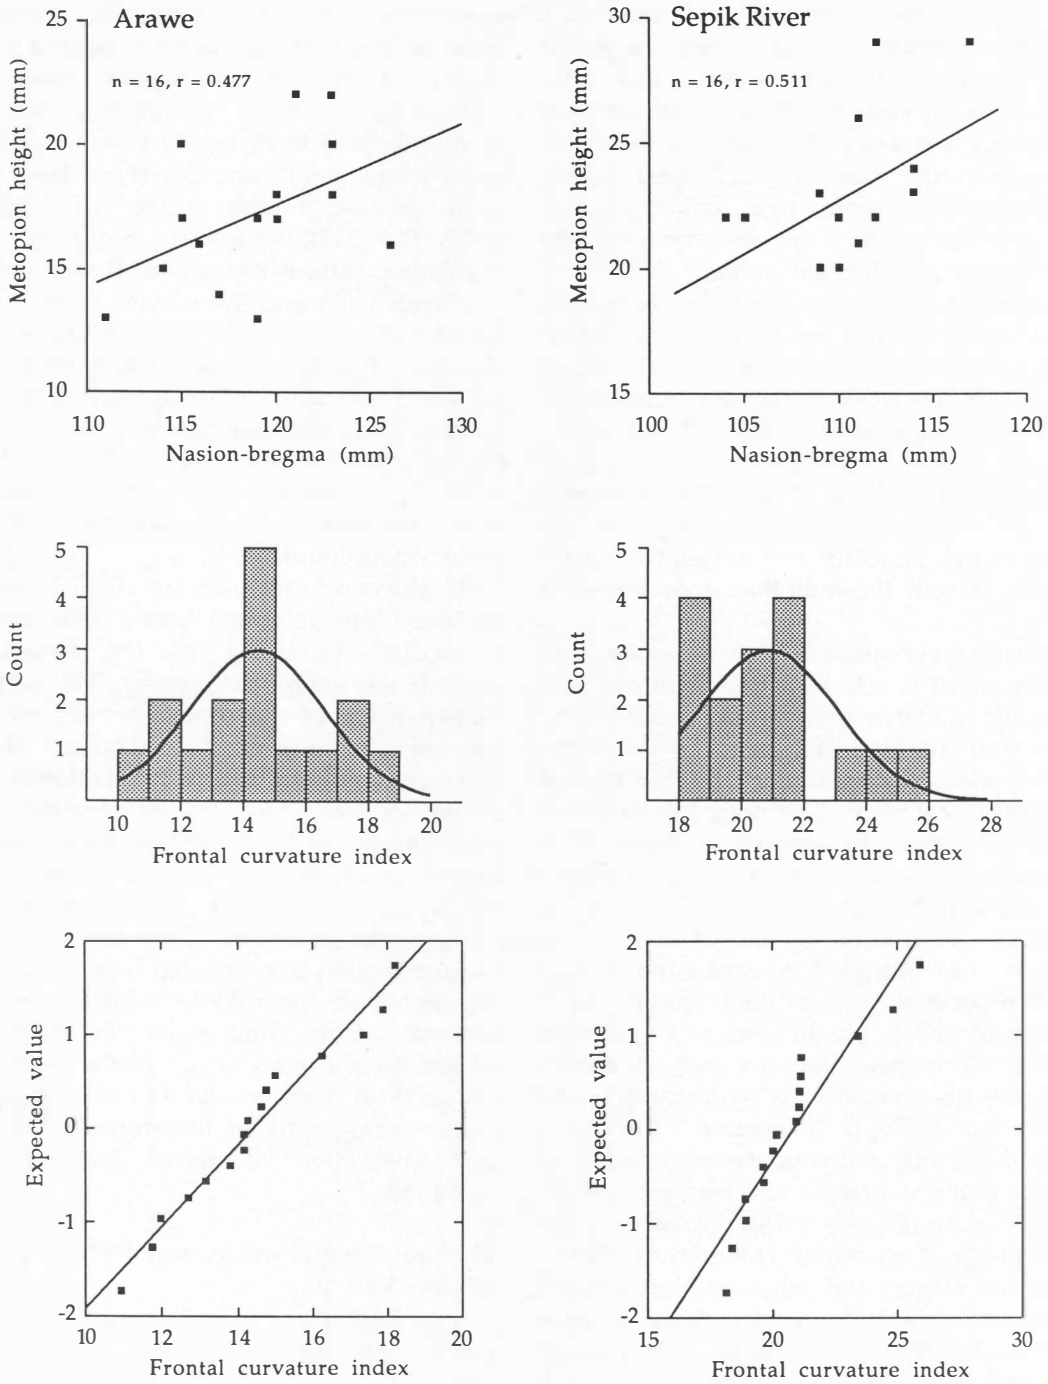 Arawe
n = 16, r = 0.477
Metopion height (mm)
25
20
15
10
110 115 120 125 130
Nasion-bregma (mm)
Sepik River
n = 16, r = 0.511
Metopion height (mm)
30
25
20
15
100 105 110 115 120
Nasion-bregma (mm)
Count
5
4
3
2
1
10 12 14 16 18 20
Frontal curvature index
Count
5
4
3
2
1
18 20 22 24 26 28
Frontal curvature index
Expected value
2
1
0
-1
-2
10 12 14 16 18 20
Frontal curvature index
Expected value
2
1
0
-1
-2
15 20 25 30
Frontal curvature index